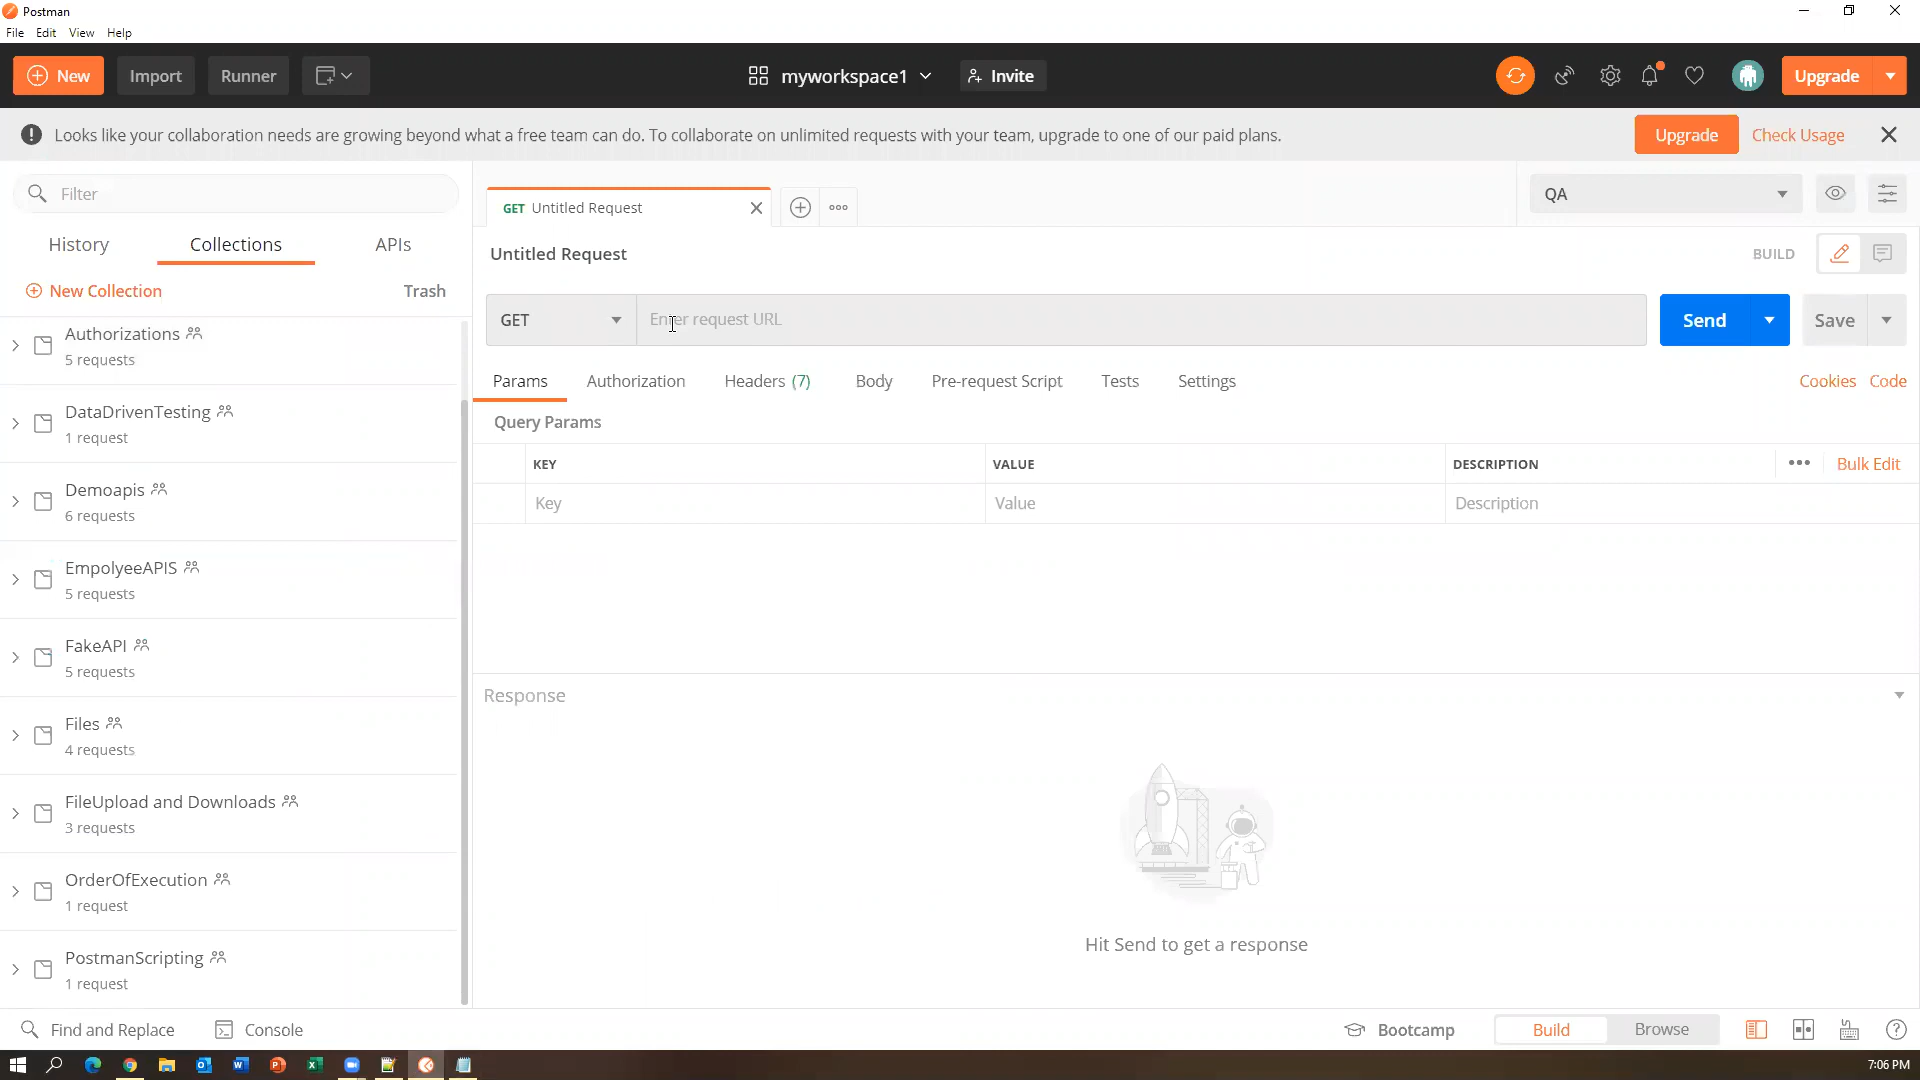 Postman
File Edit View Help
New Import Runner myworkspace1 Invite Upgrade
Looks like your collaboration needs are growing beyond what a free team can do. To collaborate on unlimited requests with your team, upgrade to one of our paid plans. Upgrade Check Usage
Filter
GET Untitled Request
QA
History Collections APIs
Untitled Request BUILD
New Collection Trash
GET Enter request URL Send Save
Authorizations
5 requests
Params Authorization Headers (7) Body Pre-request Script Tests Settings Cookies Code
Query Params
KEY VALUE DESCRIPTION Bulk Edit
Key Value Description
DataDrivenTesting
1 request
Demoapis
6 requests
EmpolyeeAPIS
5 requests
FakeAPI
5 requests
Files
4 requests
FileUpload and Downloads
3 requests
OrderOfExecution
1 request
PostmanScripting
1 request
Response
Hit Send to get a response
Find and Replace Console Bootcamp Build Browse
7:06 PM